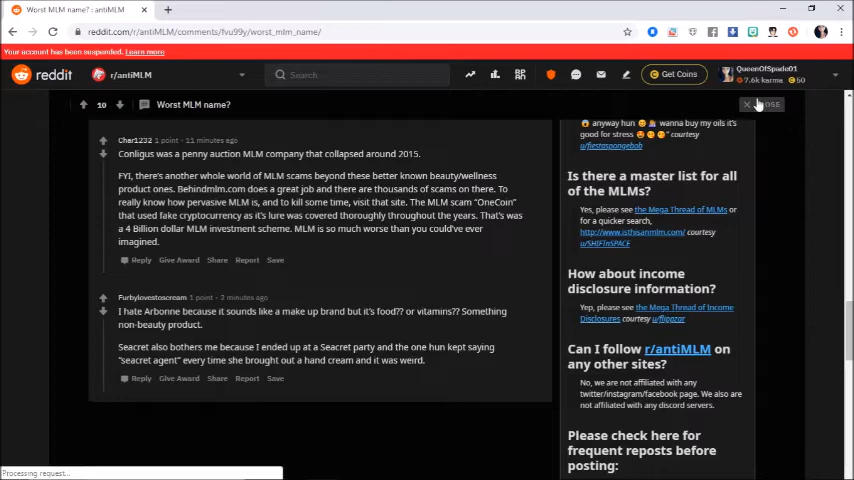 Worst MLM name? : antiMLM
reddit.com/r/antiMLM/comments/fvu99y/worst_mlm_name/
Your account has been suspended. Learn more
reddit
r/antiMLM
Search...
Get Coins
QueenOfSpade01
7.6k karma 50
10
Worst MLM name?
Char1232 1 point · 11 minutes ago
Conligus was a penny auction MLM company that collapsed around 2015.
FYI, there's another whole world of MLM scams beyond these better known beauty/wellness
product ones. Behindmlm.com does a great job and there are thousands of scams on there. To
really know how pervasive MLM is, and to kill some time, visit that site. The MLM scam "OneCoin"
that used fake cryptocurrency as it's lure was covered thoroughly throughout the years. That's was
a 4 Billion dollar MLM investment scheme. MLM is so much worse than you could've ever
imagined.
Reply Give Award Share Report Save
Furbylovestoscream 1 point · 2 minutes ago
I hate Arbonne because it sounds like a make up brand but it's food?? or vitamins?? Something
non-beauty product.
Seacret also bothers me because I ended up at a Seacret party and the one hun kept saying
"seacret agent" every time she brought out a hand cream and it was weird.
Reply Give Award Share Report Save
😱 anyway hun 😊 💁 wanna buy my oils it's
good for stress 😍 😋 😋" courtesy
u/fiestaspongebob
Is there a master list for all
of the MLMs?
Yes, please see the Mega Thread of MLMs or
for a quicker search,
http://www.isthisanmlm.com/ courtesy
u/SHIFTnSPACE
How about income
disclosure information?
Yep, please see the Mega Thread of Income
Disclosures courtesy u/flippzar
Can I follow r/antiMLM on
any other sites?
No, we are not affiliated with any
twitter/instagram/facebook page. We also are
not affiliated with any discord servers.
Please check here for
frequent reposts before
posting:
Processing request...